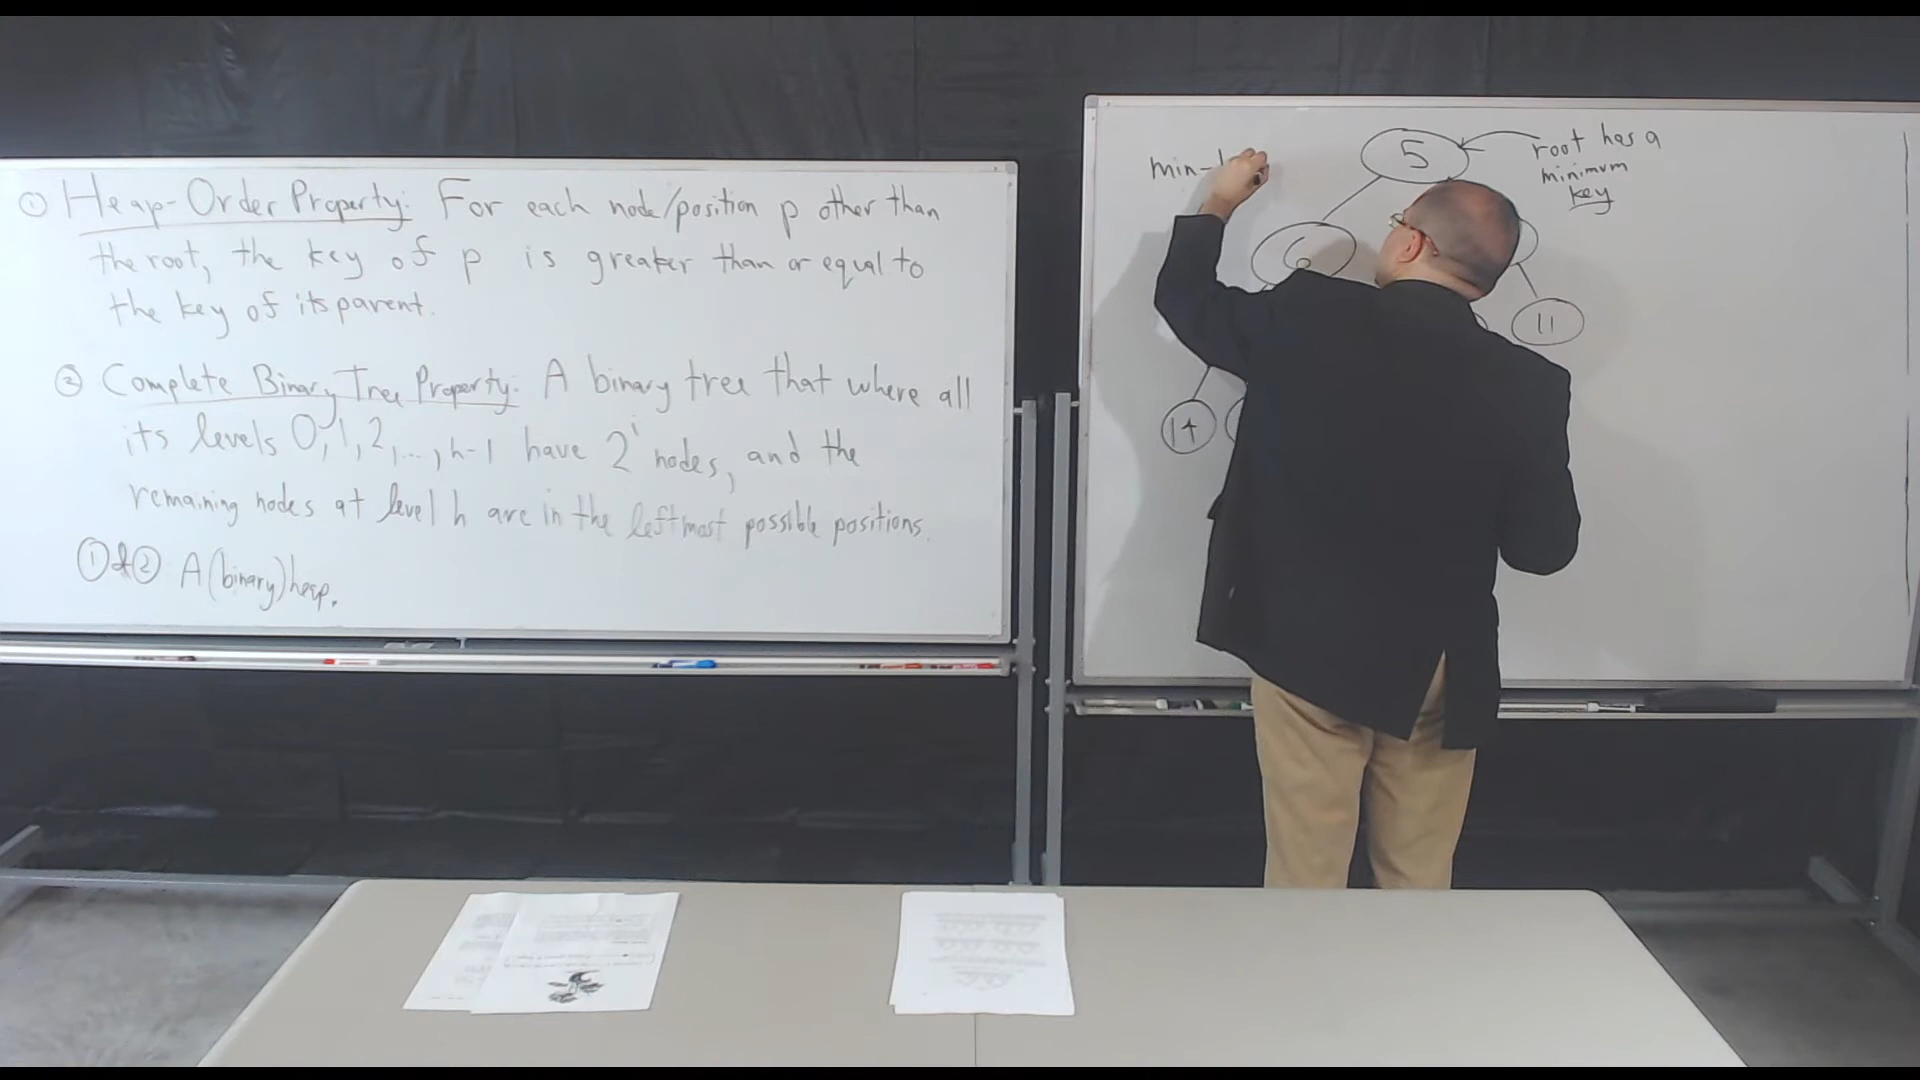 ① Heap-Order Property: For each node/position p other than
the root, the key of p is greater than or equal to
the key of its parent.
② Complete Binary Tree Property: A binary tree that where all
its levels 0, 1, 2, ..., h-1 have 2^i nodes, and the
remaining nodes at level h are in the leftmost possible positions.
① & ② A (binary) heap.
min-
5
root has a
minimum
key
6
11
14